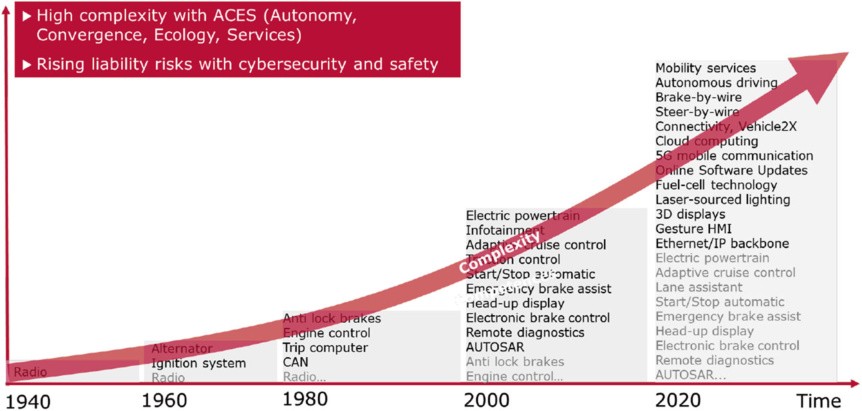 ▶ High complexity with ACES (Autonomy,
Convergence, Ecology, Services)
▶ Rising liability risks with cybersecurity and safety
Complexity
Radio
Alternator
Ignition system
Radio
Anti lock brakes
Engine control
Trip computer
CAN
Radio...
Electric powertrain
Infotainment
Adaptive cruise control
Traction control
Start/Stop automatic
Emergency brake assist
Head-up display
Electronic brake control
Remote diagnostics
AUTOSAR
Anti lock brakes
Engine control...
Mobility services
Autonomous driving
Brake-by-wire
Steer-by-wire
Connectivity, Vehicle2X
Cloud computing
5G mobile communication
Online Software Updates
Fuel-cell technology
Laser-sourced lighting
3D displays
Gesture HMI
Ethernet/IP backbone
Electric powertrain
Adaptive cruise control
Lane assistant
Start/Stop automatic
Emergency brake assist
Head-up display
Electronic brake control
Remote diagnostics
AUTOSAR...
1940
1960
1980
2000
2020
Time